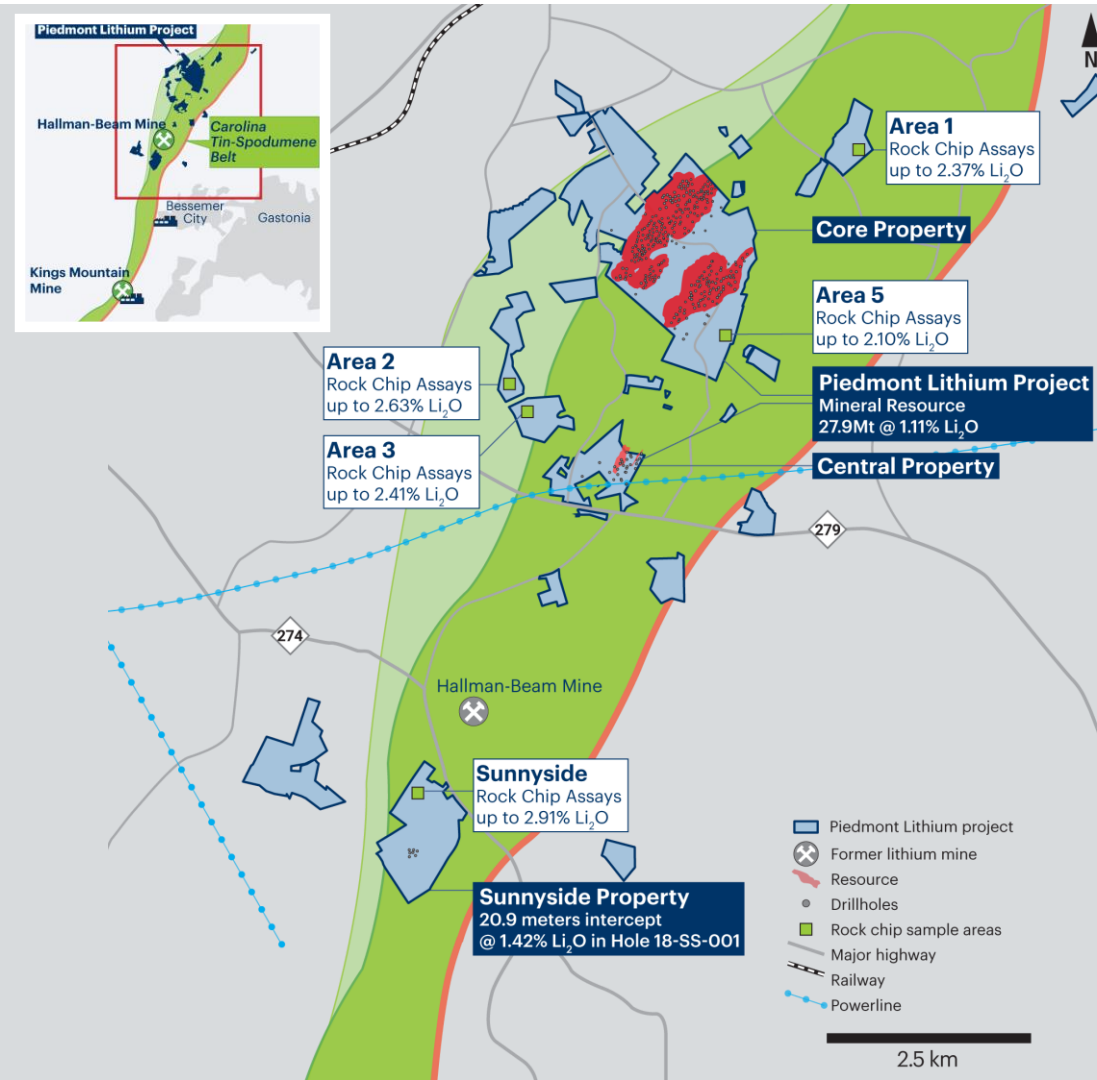 Piedmont Lithium Project
Hallman-Beam Mine
Carolina
Tin-Spodumene
Belt
Bessemer
City
Gastonia
Kings Mountain
Mine
N
Area 1
Rock Chip Assays
up to 2.37% Li₂O
Core Property
Area 5
Rock Chip Assays
up to 2.10% Li₂O
Area 2
Rock Chip Assays
up to 2.63% Li₂O
Piedmont Lithium Project
Mineral Resource
27.9Mt @ 1.11% Li₂O
Area 3
Rock Chip Assays
up to 2.41% Li₂O
Central Property
279
274
Hallman-Beam Mine
Sunnyside
Rock Chip Assays
up to 2.91% Li₂O
Sunnyside Property
20.9 meters intercept
@ 1.42% Li₂O in Hole 18-SS-001
Piedmont Lithium project
Former lithium mine
Resource
Drillholes
Rock chip sample areas
Major highway
Railway
Powerline
2.5 km